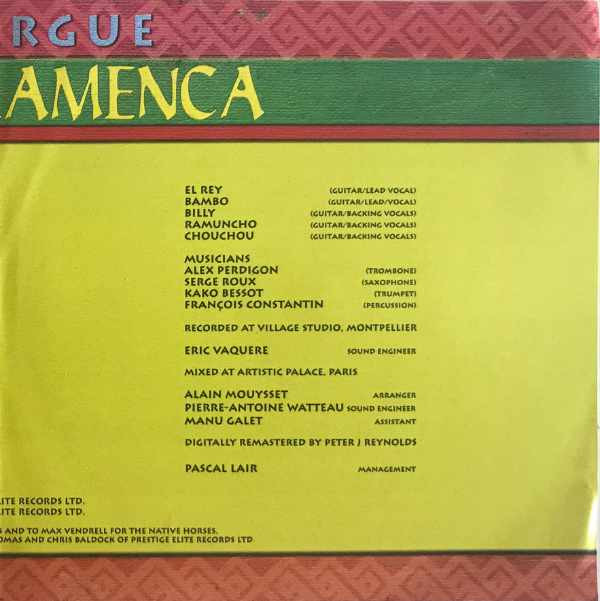 RGUE
AMENCA
EL REY (GUITAR/LEAD VOCAL)
BAMBO (GUITAR/LEAD/VOCAL)
BILLY (GUITAR/BACKING VOCALS)
RAMUNCHO (GUITAR/BACKING VOCALS)
CHOUCHOU (GUITAR/BACKING VOCALS)
MUSICIANS
ALEX PERDIGON (TROMBONE)
SERGE ROUX (SAXOPHONE)
KAKO BESSOT (TRUMPET)
FRANÇOIS CONSTANTIN (PERCUSSION)
RECORDED AT VILLAGE STUDIO, MONTPELLIER
ERIC VAQUERE SOUND ENGINEER
MIXED AT ARTISTIC PALACE, PARIS
ALAIN MOUYSSET ARRANGER
PIERRE-ANTOINE WATTEAU SOUND ENGINEER
MANU GALET ASSISTANT
DIGITALLY REMASTERED BY PETER J REYNOLDS
PASCAL LAIR MANAGEMENT
LITE RECORDS LTD.
LITE RECORDS LTD.
S AND TO MAX VENDRELL FOR THE NATIVE HORSES.
OMAS AND CHRIS BALDOCK OF PRESTIGE ELITE RECORDS LTD